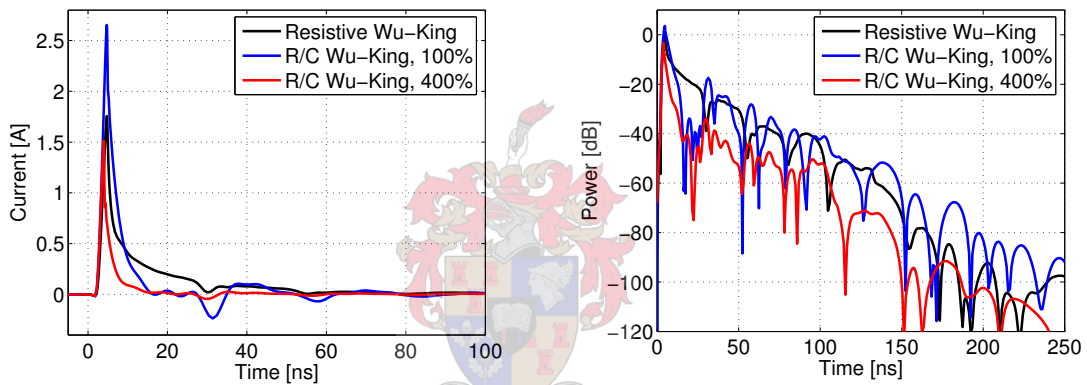 Resistive Wu−King
R/C Wu−King, 100%
R/C Wu−King, 400%
2.5
2
1.5
1
0.5
0
Current [A]
0 20 40 60 80 100
Time [ns]
Resistive Wu−King
R/C Wu−King, 100%
R/C Wu−King, 400%
0
−20
−40
−60
−80
−100
−120
Power [dB]
0 50 100 150 200 250
Time [ns]